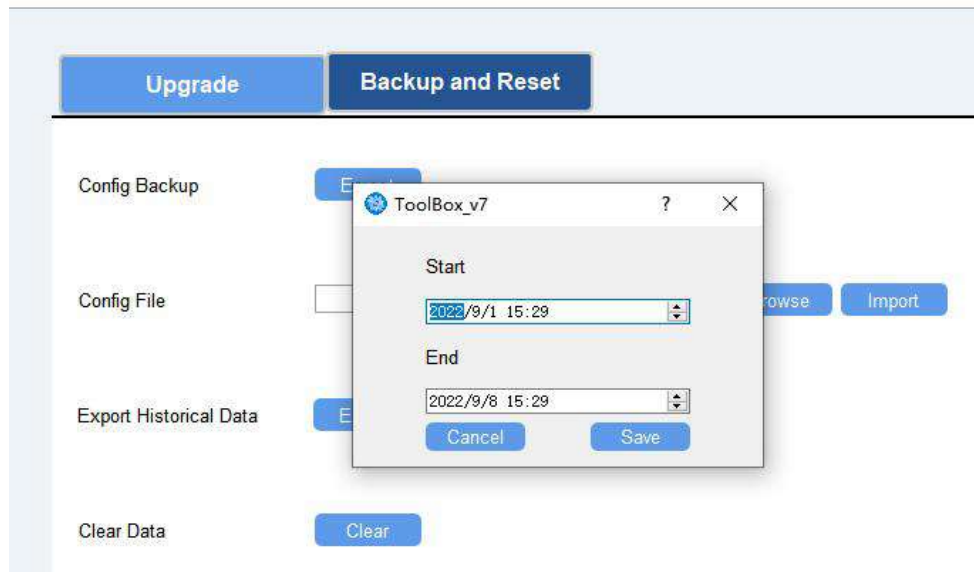 Upgrade
Backup and Reset
Config Backup
ToolBox_v7
?
Start
Config File
2022/9/1 15:29
rowse
Import
End
Export Historical Data
2022/9/8 15:29
Cancel
Save
Clear Data
Clear